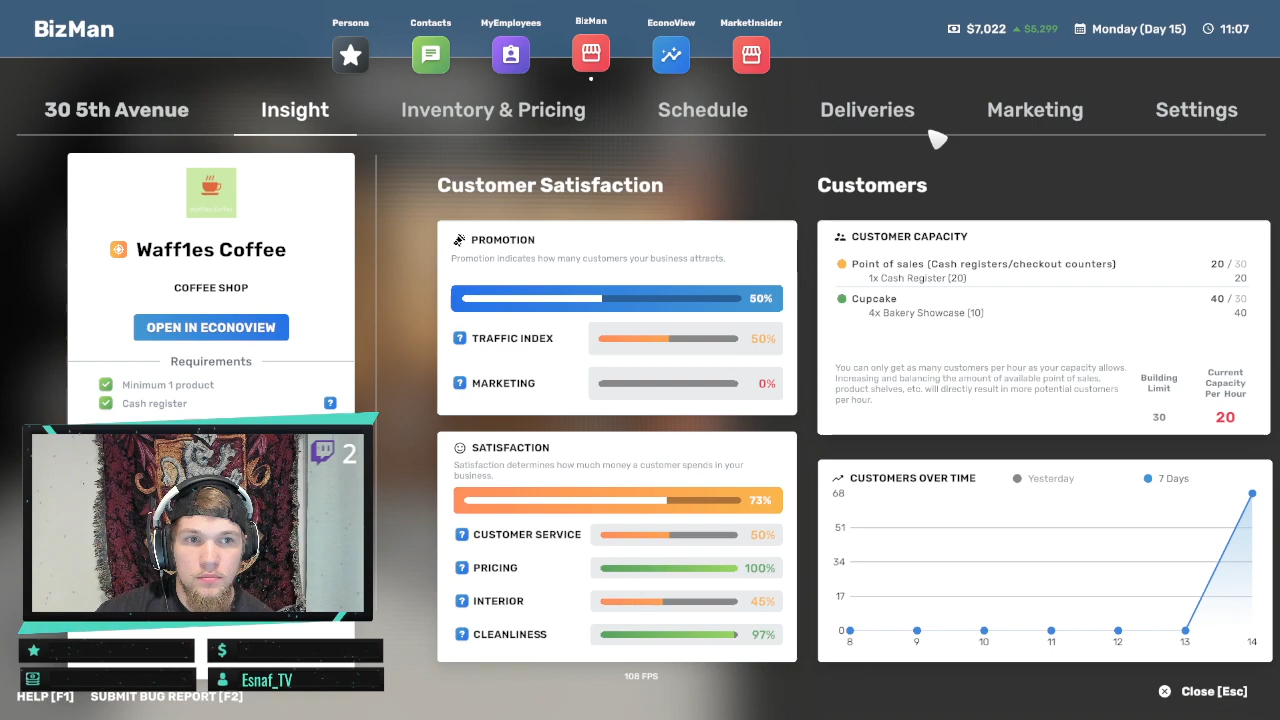 BizMan
Persona
Contacts
MyEmployees
BizMan
EconoView
MarketInsider
$7,022 $5,299 Monday (Day 15) 11:07
30 5th Avenue Insight Inventory & Pricing Schedule Deliveries Marketing Settings
Waff1es Coffee
COFFEE SHOP
OPEN IN ECONOVIEW
Requirements
Minimum 1 product
Cash register ?
2
Esnaf_TV
HELP [F1] SUBMIT BUG REPORT [F2]
Customer Satisfaction
PROMOTION
Promotion indicates how many customers your business attracts.
50%
? TRAFFIC INDEX 50%
? MARKETING 0%
SATISFACTION
Satisfaction determines how much money a customer spends in your
business.
73%
? CUSTOMER SERVICE 50%
? PRICING 100%
? INTERIOR 45%
? CLEANLINESS 97%
108 FPS
Customers
CUSTOMER CAPACITY
Point of sales (Cash registers/checkout counters) 20 / 30
1x Cash Register (20) 20
Cupcake 40 / 30
4x Bakery Showcase (10) 40
You can only get as many customers per hour as your capacity allows.
Increasing and balancing the amount of available point of sales,
product shelves, etc. will directly result in more potential customers
per hour.
Building
Limit
30
Current
Capacity
Per Hour
20
CUSTOMERS OVER TIME Yesterday 7 Days
68
51
34
17
0
8 9 10 11 12 13 14
Close [Esc]